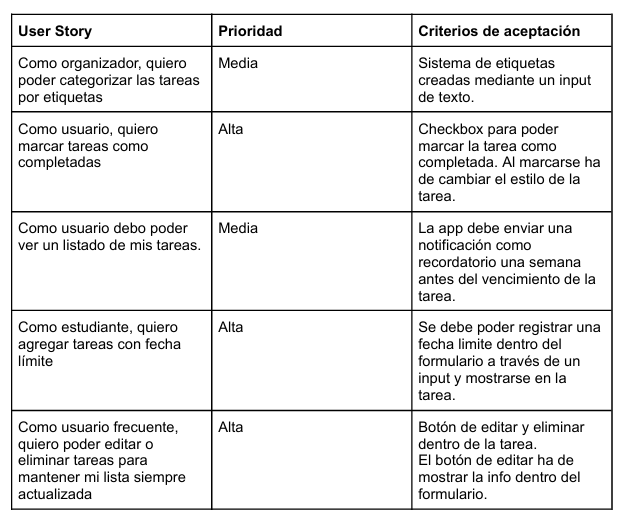 User Story
Prioridad
Criterios de aceptación
Como organizador, quiero
poder categorizar las tareas
por etiquetas
Media
Sistema de etiquetas
creadas mediante un input
de texto.
Como usuario, quiero
marcar tareas como
completadas
Alta
Checkbox para poder
marcar la tarea como
completada. Al marcarse ha
de cambiar el estilo de la
tarea.
Como usuario debo poder
ver un listado de mis tareas.
Media
La app debe enviar una
notificación como
recordatorio una semana
antes del vencimiento de la
tarea.
Como estudiante, quiero
agregar tareas con fecha
límite
Alta
Se debe poder registrar una
fecha limite dentro del
formulario a través de un
input y mostrarse en la
tarea.
Como usuario frecuente,
quiero poder editar o
eliminar tareas para
mantener mi lista siempre
actualizada
Alta
Botón de editar y eliminar
dentro de la tarea.
El botón de editar ha de
mostrar la info dentro del
formulario.